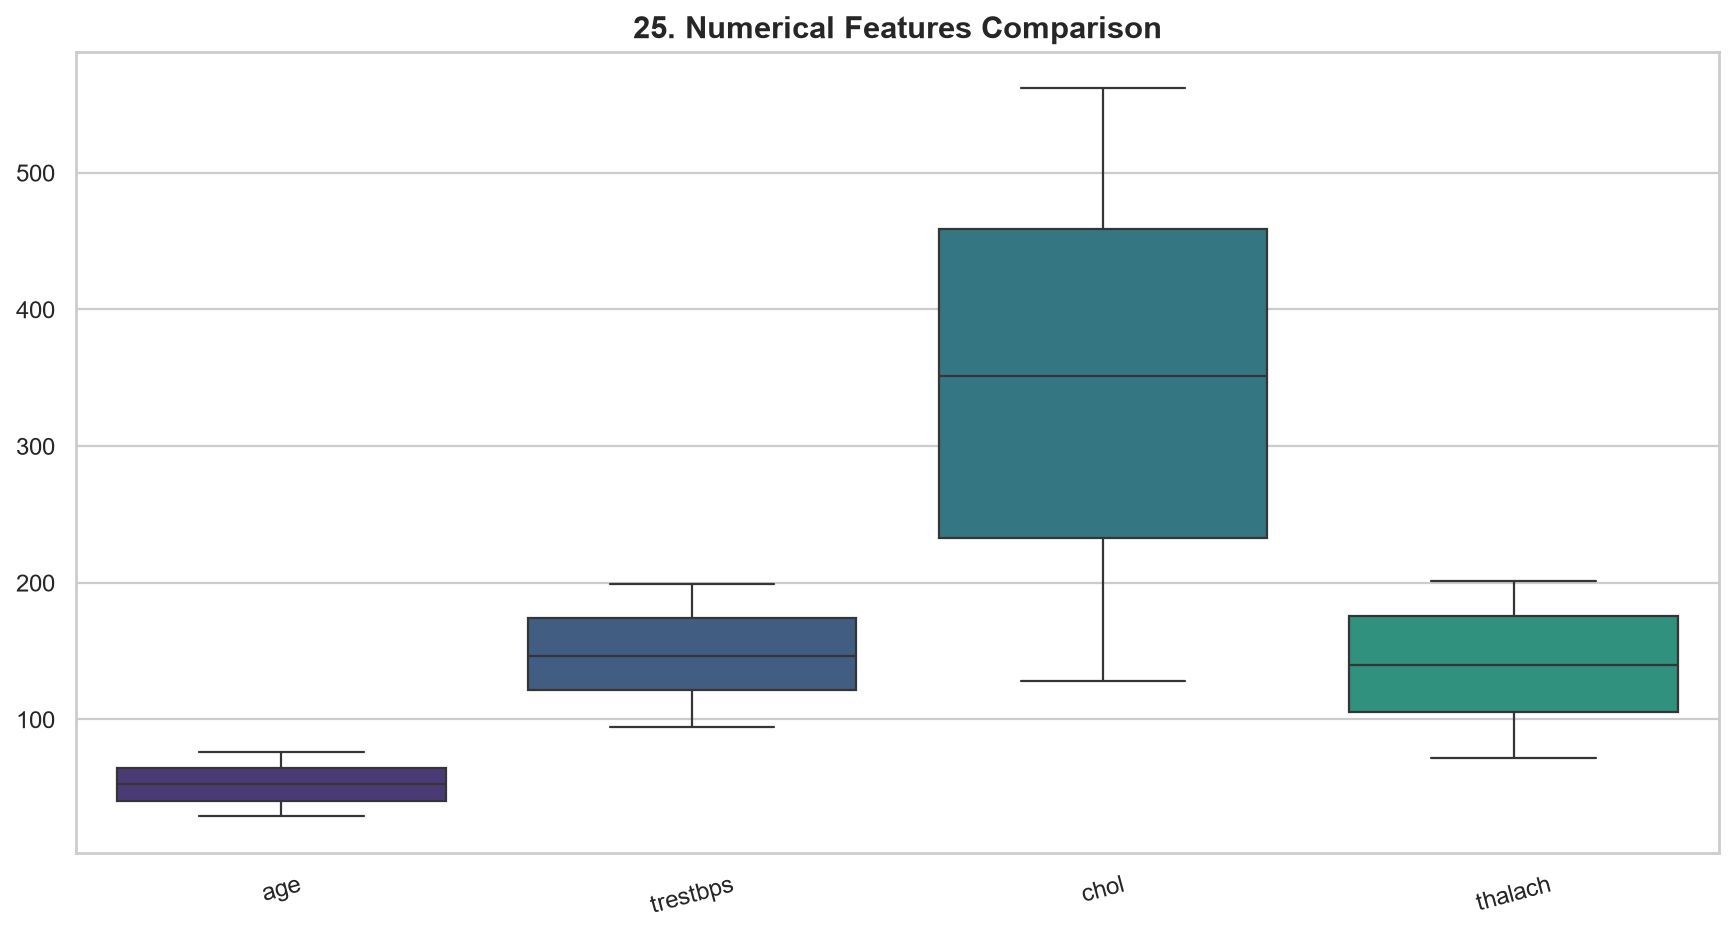 25. Numerical Features Comparison
500
400
300
200
100
age
trestbps
chol
thalach